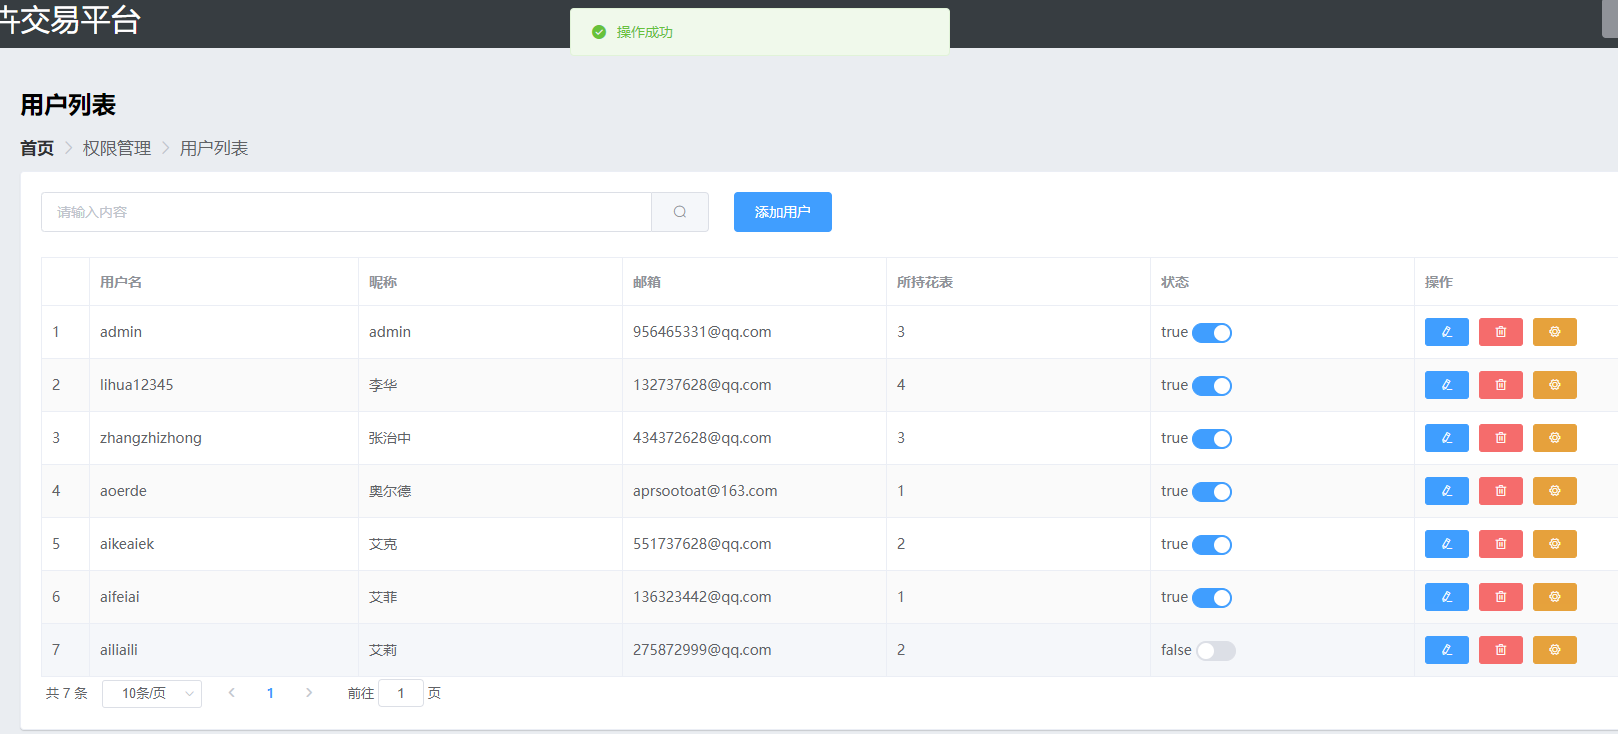 卉交易平台
操作成功
用户列表
首页 权限管理 用户列表
请输入内容 添加用户
用户名 昵称 邮箱 所持花表 状态 操作
1 admin admin 956465331@qq.com 3 true
2 lihua12345 李华 132737628@qq.com 4 true
3 zhangzhizhong 张治中 434372628@qq.com 3 true
4 aoerde 奥尔德 aprsootoat@163.com 1 true
5 aikeaiek 艾克 551737628@qq.com 2 true
6 aifeiai 艾菲 136323442@qq.com 1 true
7 ailiaili 艾莉 275872999@qq.com 2 false
共 7 条 10条/页 1 前往 1 页